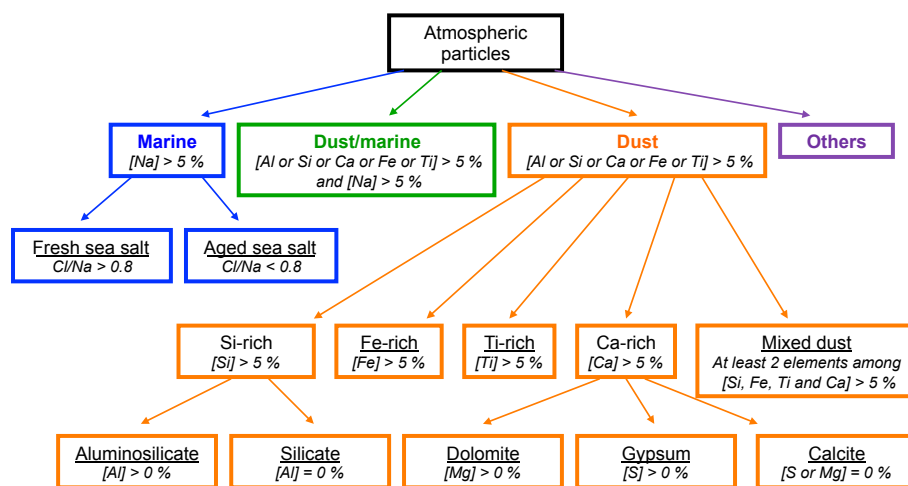 Atmospheric
particles
Marine
[Na] > 5 %
Dust/marine
[Al or Si or Ca or Fe or Ti] > 5 %
and [Na] > 5 %
Dust
[Al or Si or Ca or Fe or Ti] > 5 %
Others
Fresh sea salt
Cl/Na > 0.8
Aged sea salt
Cl/Na < 0.8
Si-rich
[Si] > 5 %
Fe-rich
[Fe] > 5 %
Ti-rich
[Ti] > 5 %
Ca-rich
[Ca] > 5 %
Mixed dust
At least 2 elements among
[Si, Fe, Ti and Ca] > 5 %
Aluminosilicate
[Al] > 0 %
Silicate
[Al] = 0 %
Dolomite
[Mg] > 0 %
Gypsum
[S] > 0 %
Calcite
[S or Mg] = 0 %